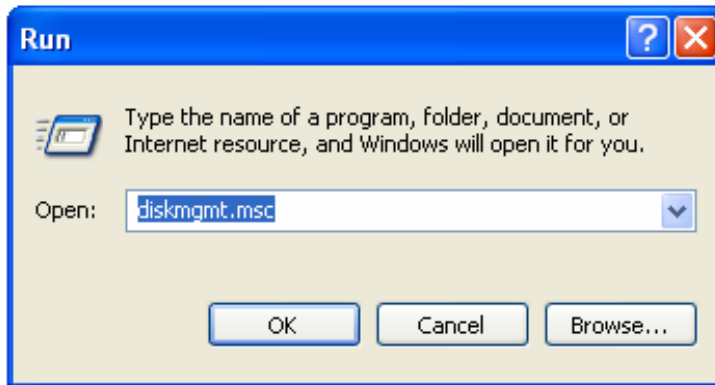 Run
Type the name of a program, folder, document, or
Internet resource, and Windows will open it for you.
Open: diskmgmt.msc
OK Cancel Browse...